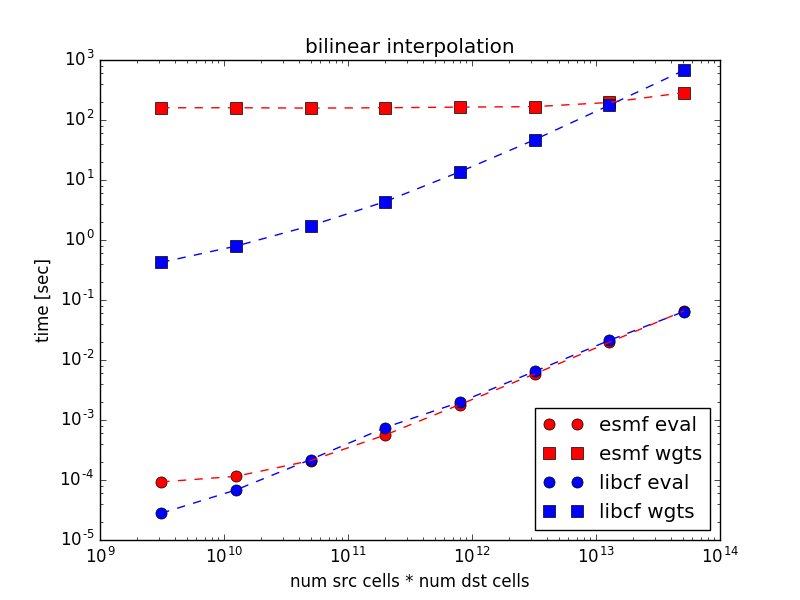 bilinear interpolation
10^3
10^2
10^1
10^0
10^-1
10^-2
10^-3
10^-4
10^-5
time [sec]
esmf eval
esmf wgts
libcf eval
libcf wgts
10^9
10^10
10^11
10^12
10^13
10^14
num src cells * num dst cells